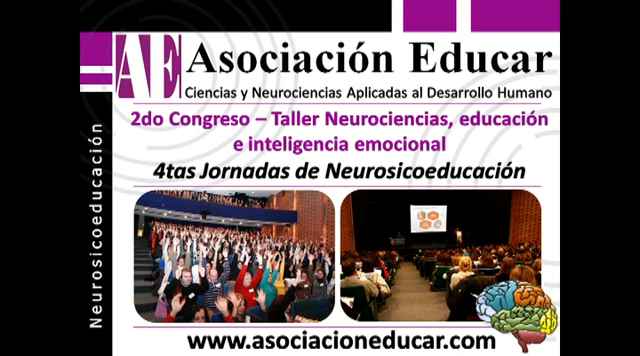 AE Asociación Educar
Ciencias y Neurociencias Aplicadas al Desarrollo Humano
2do Congreso – Taller Neurociencias, educación
e inteligencia emocional
4tas Jornadas de Neurosicoeducación
Neurosicoeducación
www.asociacioneducar.com